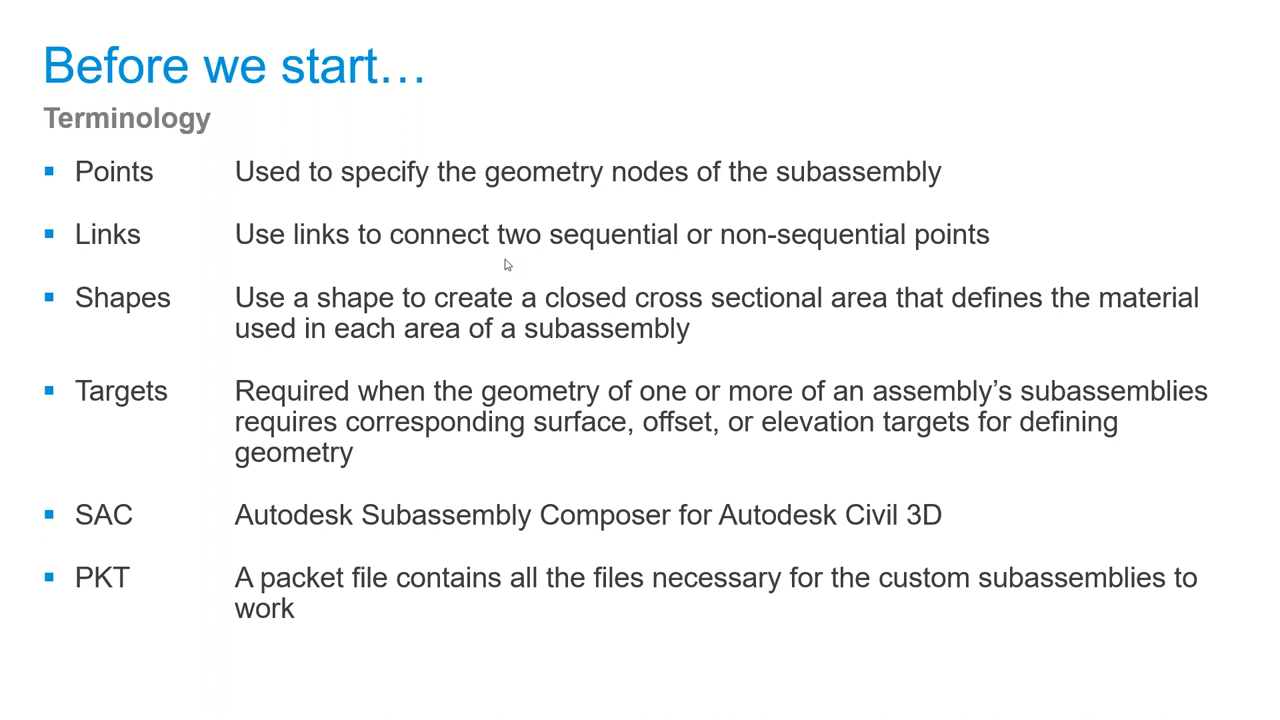 Before we start…
Terminology
▪ Points Used to specify the geometry nodes of the subassembly
▪ Links Use links to connect two sequential or non-sequential points
▪ Shapes Use a shape to create a closed cross sectional area that defines the material
used in each area of a subassembly
▪ Targets Required when the geometry of one or more of an assembly’s subassemblies
requires corresponding surface, offset, or elevation targets for defining
geometry
▪ SAC Autodesk Subassembly Composer for Autodesk Civil 3D
▪ PKT A packet file contains all the files necessary for the custom subassemblies to
work